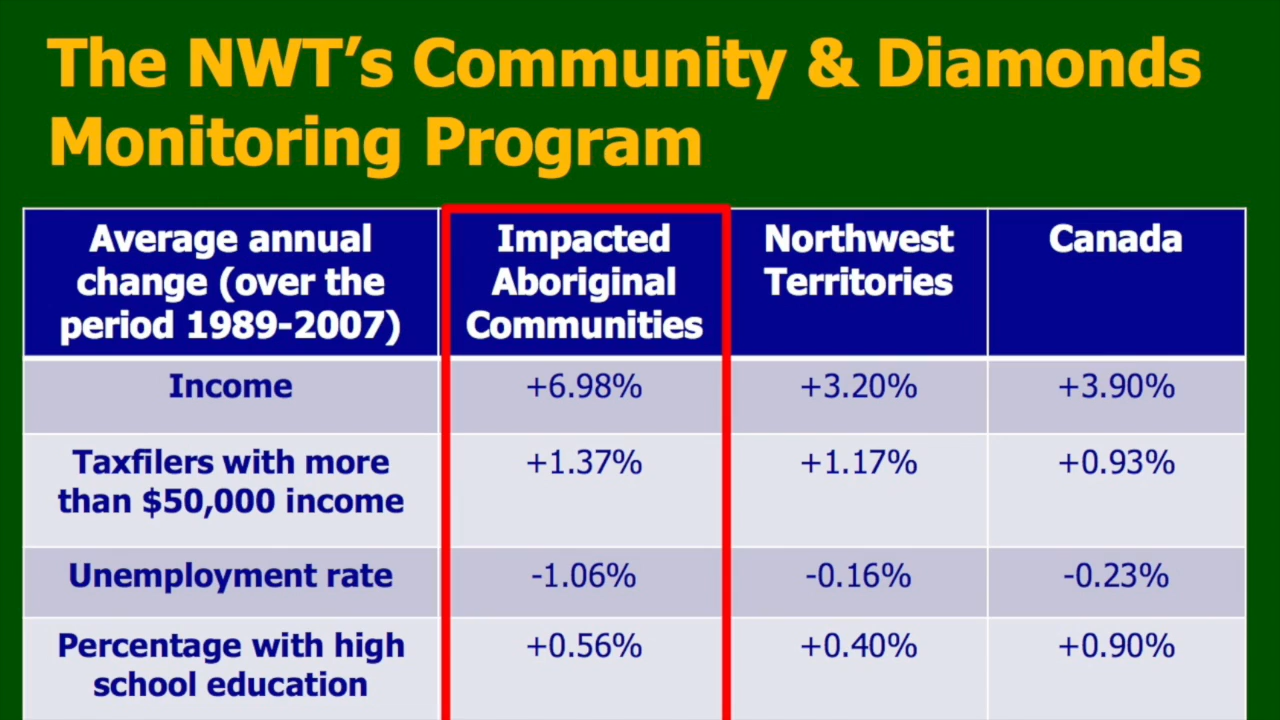 The NWT’s Community & Diamonds
Monitoring Program
Average annual
change (over the
period 1989-2007)
Impacted
Aboriginal
Communities
Northwest
Territories
Canada
Income
+6.98%
+3.20%
+3.90%
Taxfilers with more
than $50,000 income
+1.37%
+1.17%
+0.93%
Unemployment rate
-1.06%
-0.16%
-0.23%
Percentage with high
school education
+0.56%
+0.40%
+0.90%